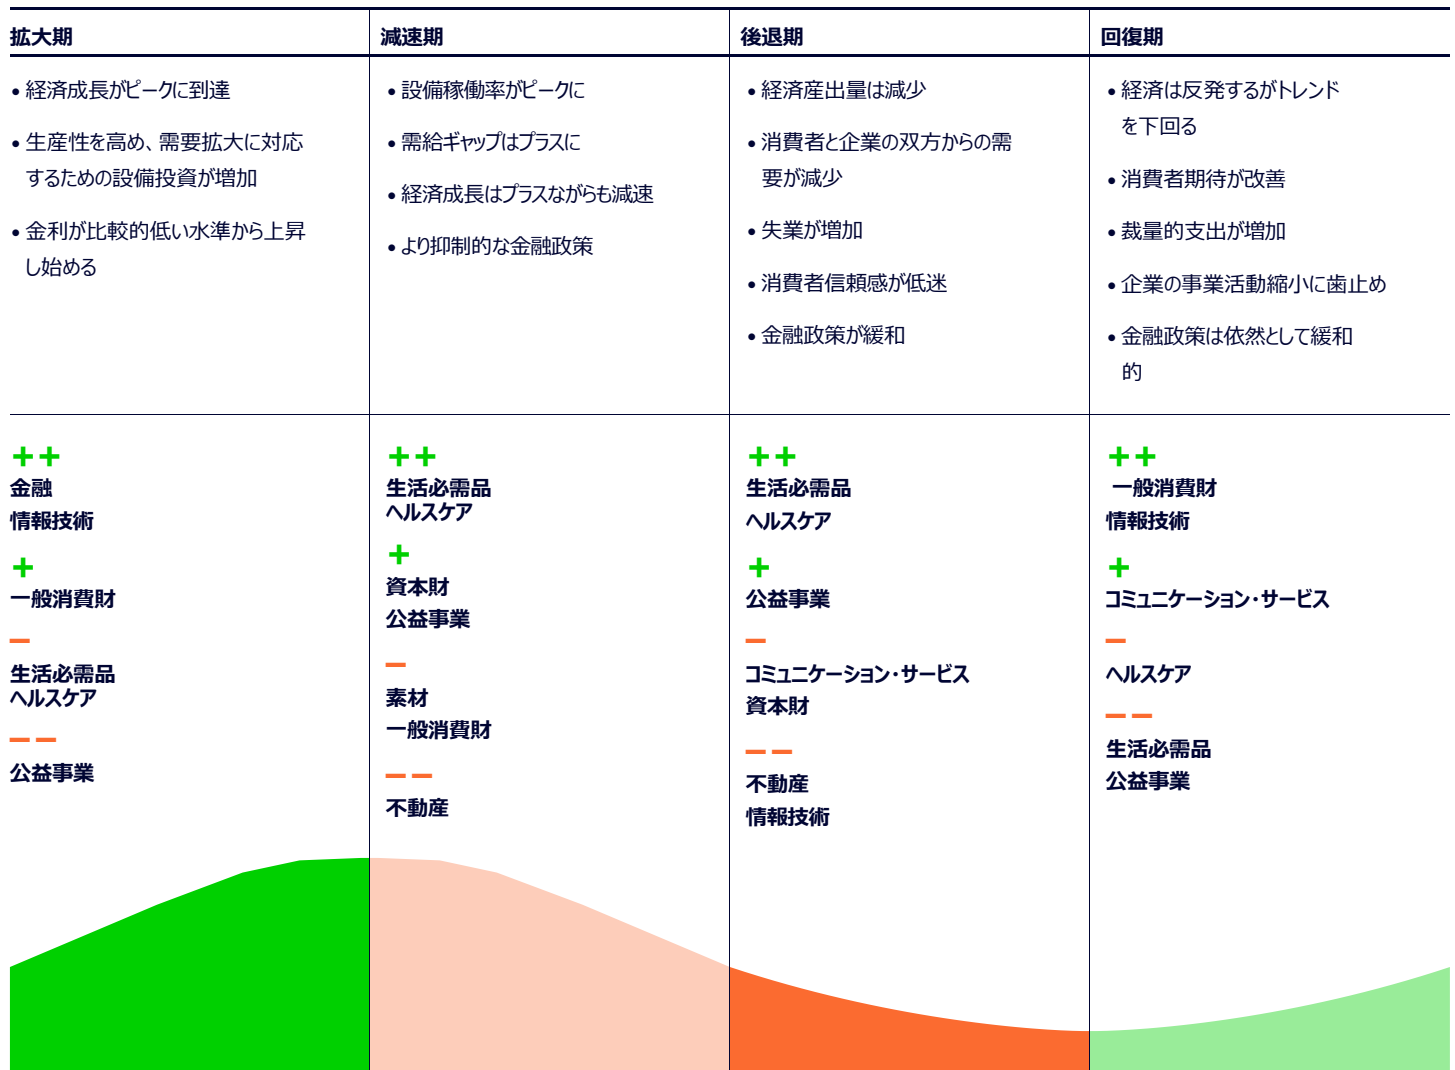 拡大期
• 経済成長がピークに到達
• 生産性を高め、需要拡大に対応
するための設備投資が増加
• 金利が比較的低い水準から上昇
し始める
++
金融
情報技術
+
一般消費財
−
生活必需品
ヘルスケア
− −
公益事業
減速期
• 設備稼働率がピークに
• 需給ギャップはプラスに
• 経済成長はプラスながらも減速
• より抑制的な金融政策
++
生活必需品
ヘルスケア
+
資本財
公益事業
−
素材
一般消費財
− −
不動産
後退期
• 経済産出量は減少
• 消費者と企業の双方からの需
要が減少
• 失業が増加
• 消費者信頼感が低迷
• 金融政策が緩和
++
生活必需品
ヘルスケア
+
公益事業
−
コミュニケーション・サービス
資本財
− −
不動産
情報技術
回復期
• 経済は反発するがトレンド
を下回る
• 消費者期待が改善
• 裁量的支出が増加
• 企業の事業活動縮小に歯止め
• 金融政策は依然として緩和
的
++
一般消費財
情報技術
+
コミュニケーション・サービス
−
ヘルスケア
− −
生活必需品
公益事業